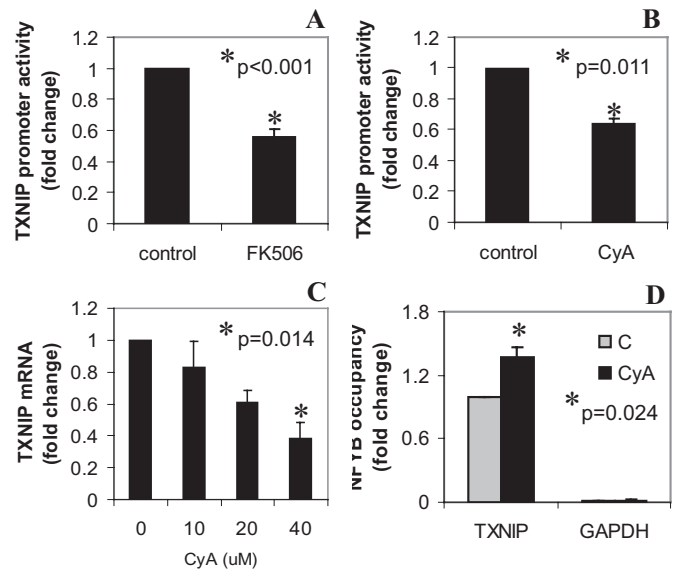 A
TXNIP promoter activity
(fold change)
1.2
1
0.8
0.6
0.4
0.2
0
* p<0.001
*
control FK506
B
TXNIP promoter activity
(fold change)
1.2
1
0.8
0.6
0.4
0.2
0
* p=0.011
*
control CyA
C
TXNIP mRNA
(fold change)
1.2
1
0.8
0.6
0.4
0.2
0
* p=0.014
*
0 10 20 40
CyA (uM)
D
NFYB occupancy
(fold change)
1.8
1.2
0.6
0
*
C
CyA
* p=0.024
TXNIP GAPDH